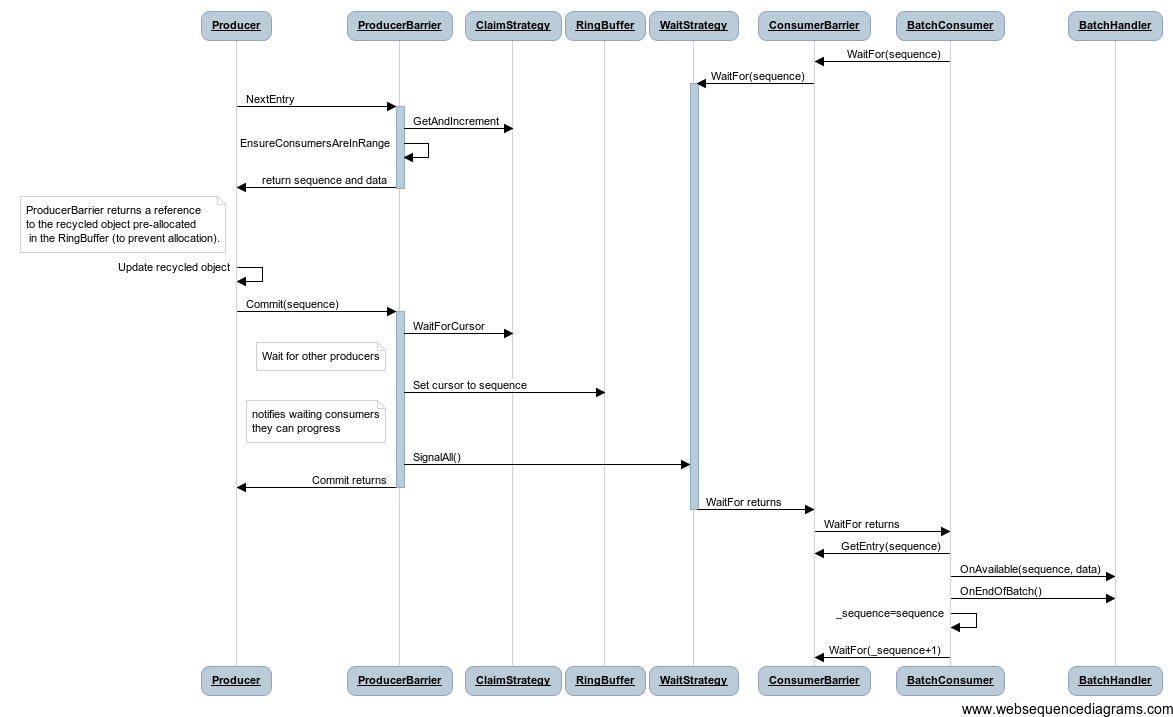 Producer
ProducerBarrier
ClaimStrategy
RingBuffer
WaitStrategy
ConsumerBarrier
BatchConsumer
BatchHandler
WaitFor(sequence)
WaitFor(sequence)
NextEntry
GetAndIncrement
EnsureConsumersAreInRange
return sequence and data
ProducerBarrier returns a reference
to the recycled object pre-allocated
in the RingBuffer (to prevent allocation).
Update recycled object
Commit(sequence)
WaitForCursor
Wait for other producers
Set cursor to sequence
notifies waiting consumers
they can progress
SignalAll()
Commit returns
WaitFor returns
WaitFor returns
GetEntry(sequence)
OnAvailable(sequence, data)
OnEndOfBatch()
_sequence=sequence
WaitFor(_sequence+1)
Producer
ProducerBarrier
ClaimStrategy
RingBuffer
WaitStrategy
ConsumerBarrier
BatchConsumer
BatchHandler
www.websequencediagrams.com